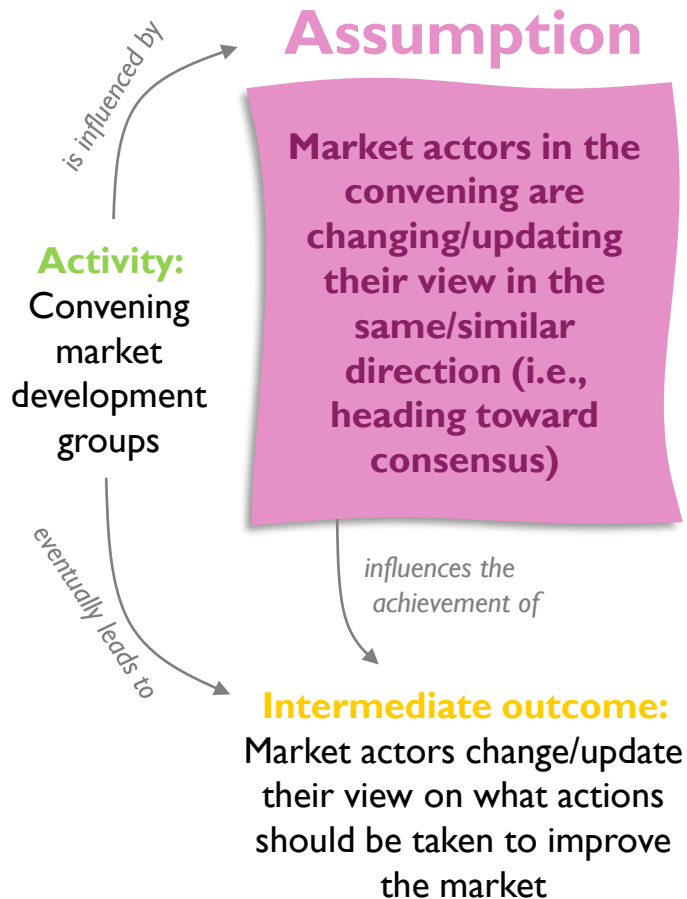 Assumption
is influenced by
Market actors in the
convening are
changing/updating
their view in the
same/similar
direction (i.e.,
heading toward
consensus)
Activity:
Convening
market
development
groups
eventually leads to
influences the
achievement of
Intermediate outcome:
Market actors change/update
their view on what actions
should be taken to improve
the market